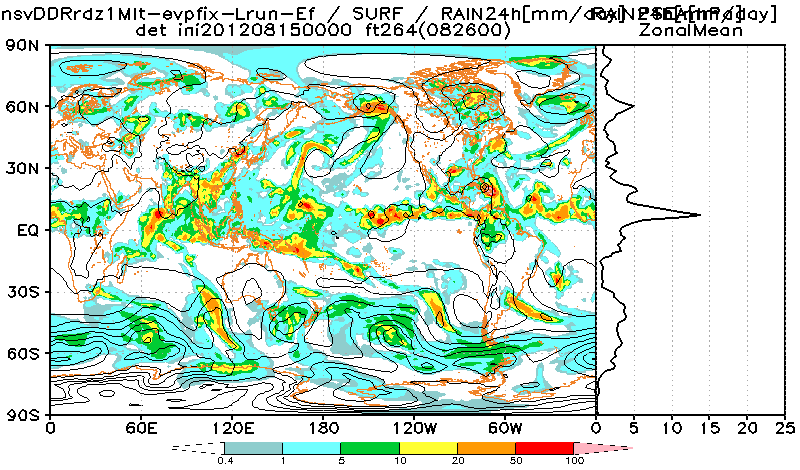 nsvDDRrdz1Mlt-evpfix-Lrun-Ef / SURF / RAIN24h[mm/day]
det ini201208150000 ft264(082600) ZonalMean
90N
60N
30N
EQ
30S
60S
90S
0 60E 120E 180 120W 60W 0 5 10 15 20 25
0.4 1 5 10 20 50 100